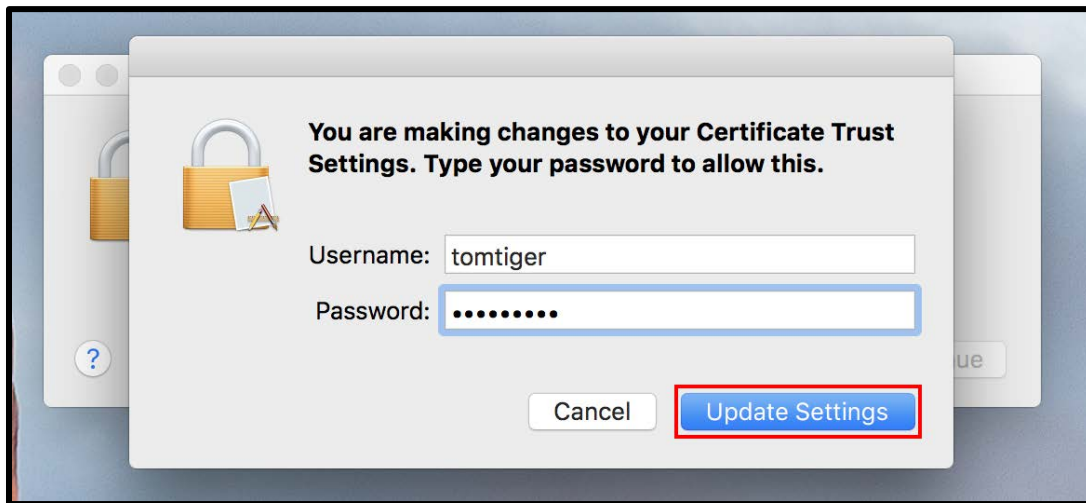 You are making changes to your Certificate Trust
Settings. Type your password to allow this.
Username: tomtiger
Password: •••••••••
?
ue
Cancel
Update Settings